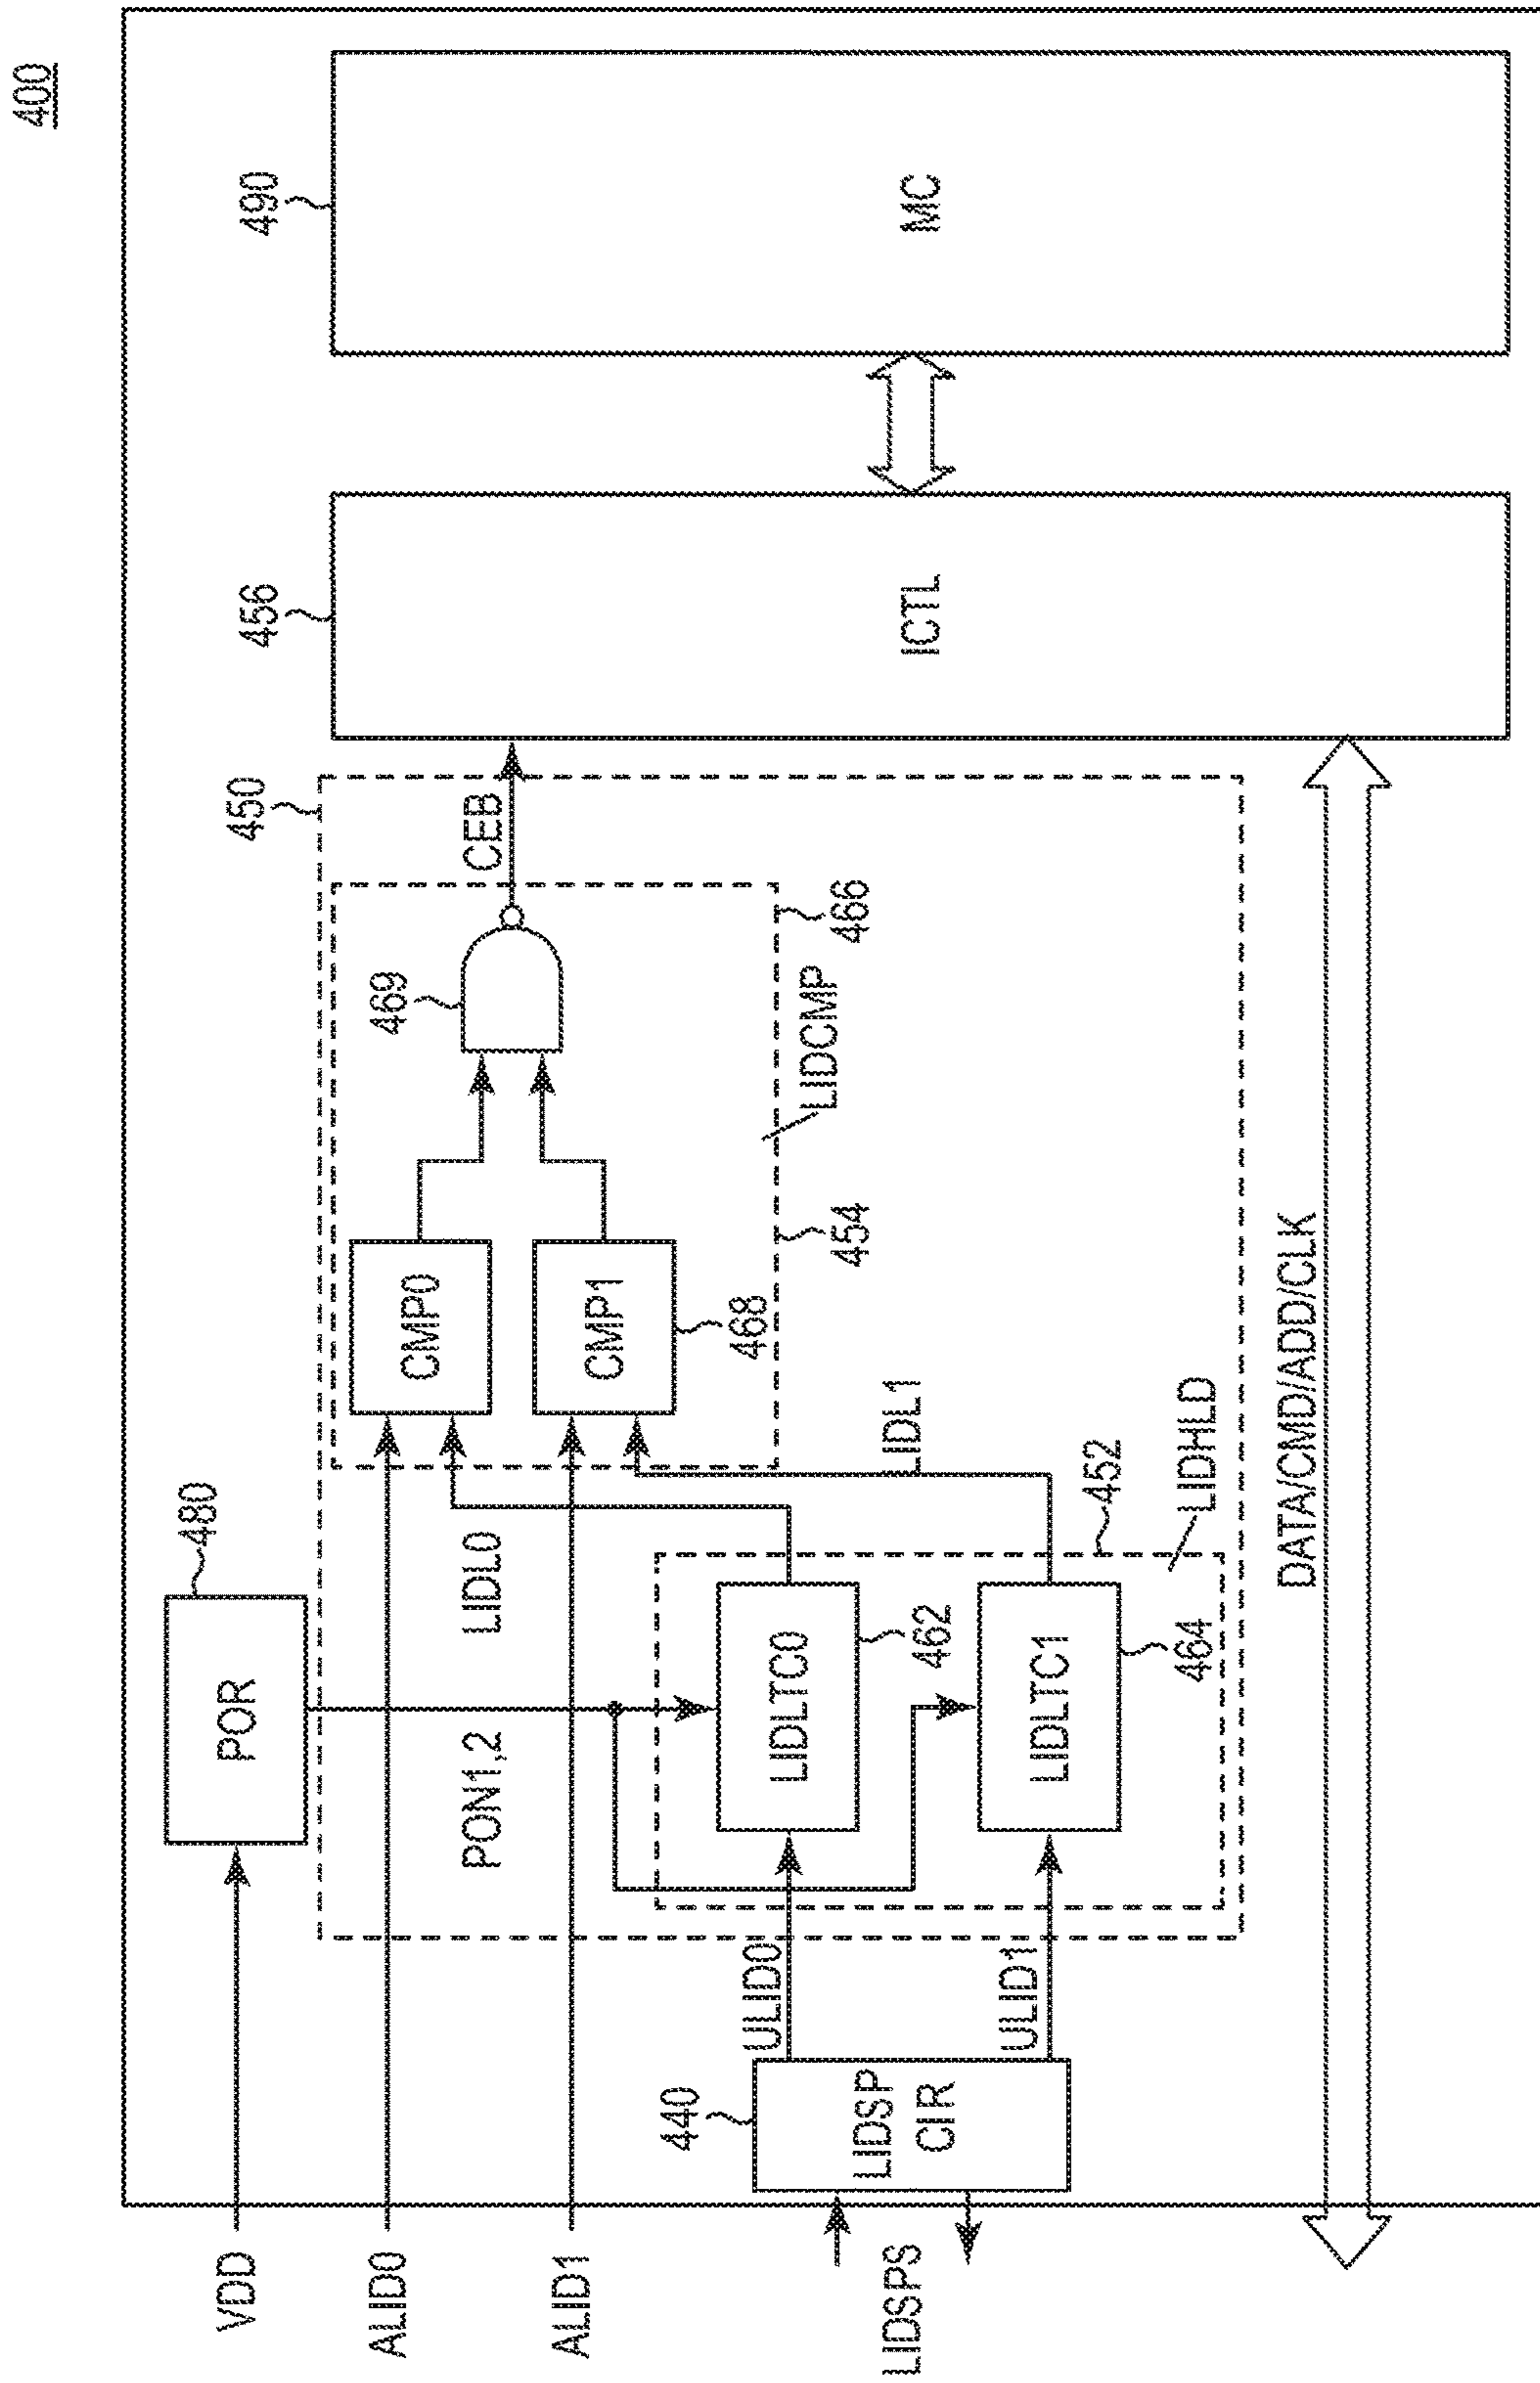 400
490
MC
456
ICTL
450
CEB
466
469
LIDCMP
454
CMP0
CMP1
468
LIDL1
480
POR
LIDL0
452
LIDHLD
PON1,2
LIDLTC0
462
LIDLTC1
464
DATA/CMD/ADD/CLK
ULID0
ULID1
440
LIDSP
CIR
VDD
ALID0
ALID1
LIDSPS